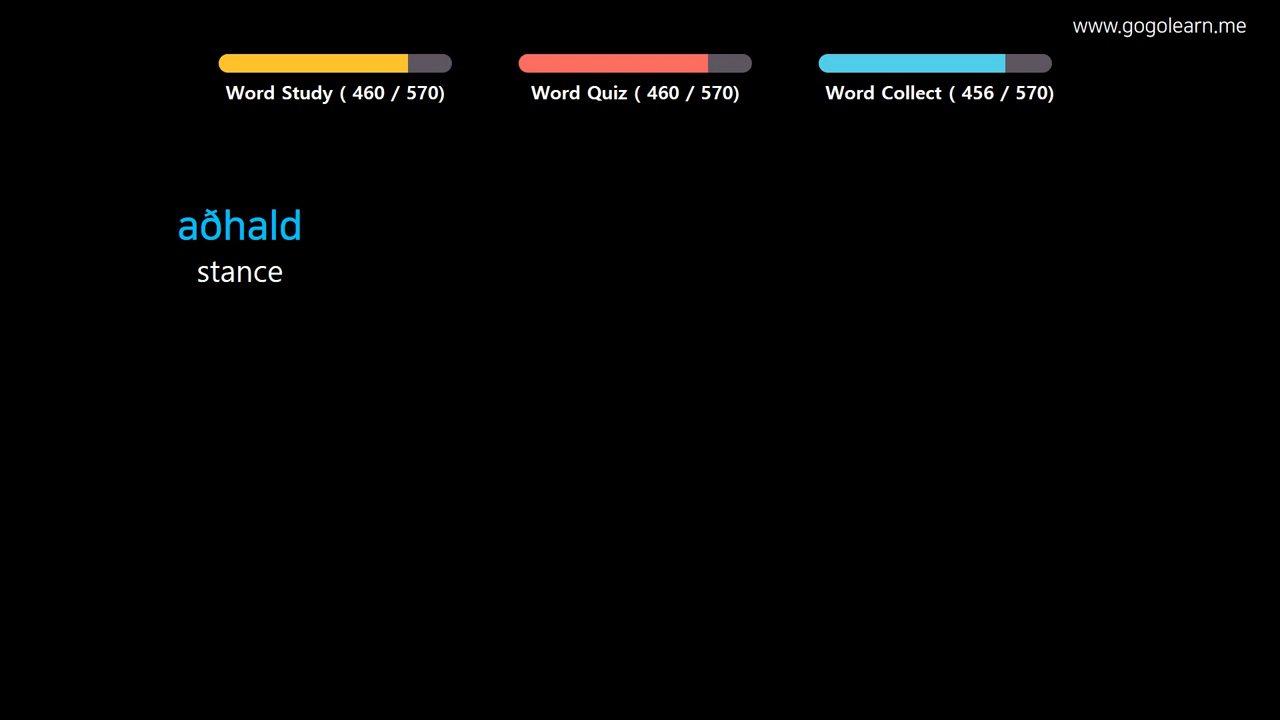 www.gogolearn.me
Word Study ( 460 / 570)
Word Quiz ( 460 / 570)
Word Collect ( 456 / 570)
aðhald
stance